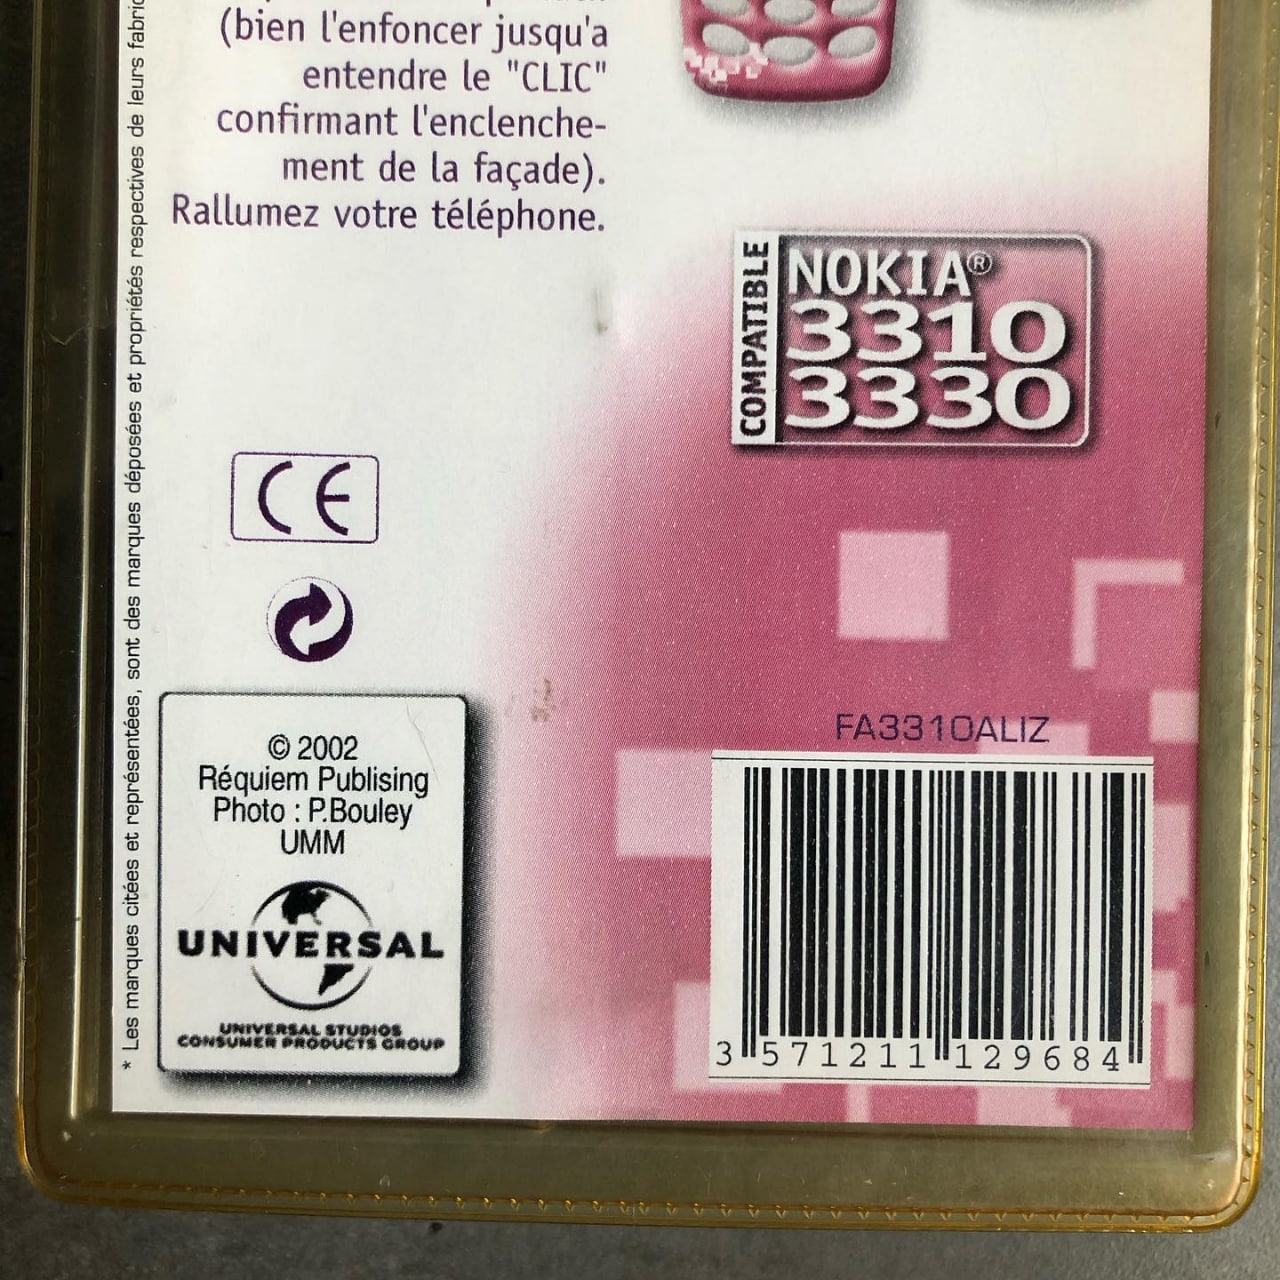 (bien l'enfoncer jusqu'a
entendre le "CLIC"
confirmant l'enclenche-
ment de la façade).
Rallumez votre téléphone.
* Les marques citées et représentées, sont des marques déposées et propriétés respectives de leurs
COMPATIBLE
NOKIA®
3310
3330
CE
© 2002
Réquiem Publising
Photo : P.Bouley
UMM
UNIVERSAL
UNIVERSAL STUDIOS
CONSUMER PRODUCTS GROUP
FA3310ALIZ
3 571211 129684